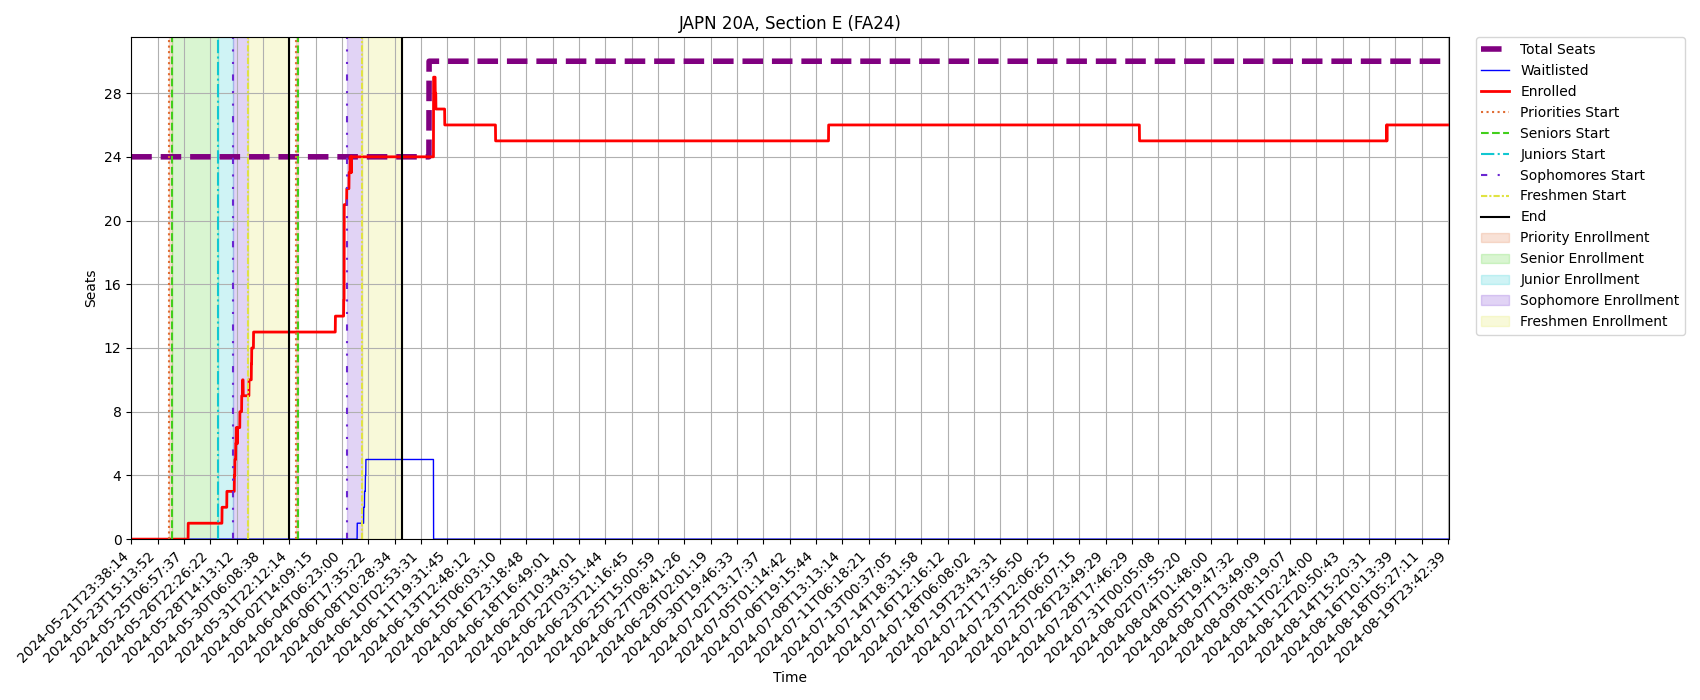 JAPN 20A, Section E (FA24)
Seats
28
24
20
16
12
8
4
0
2024-05-21T23:38:14
2024-05-23T15:13:52
2024-05-25T06:57:37
2024-05-26T22:26:22
2024-05-28T14:13:12
2024-05-30T06:08:38
2024-05-31T22:12:14
2024-06-02T14:09:15
2024-06-04T06:23:00
2024-06-06T17:35:22
2024-06-08T10:28:34
2024-06-10T02:53:31
2024-06-11T19:31:45
2024-06-13T12:48:12
2024-06-15T06:03:10
2024-06-16T23:18:48
2024-06-18T16:49:01
2024-06-20T10:34:01
2024-06-22T03:51:44
2024-06-23T21:16:45
2024-06-25T15:00:59
2024-06-27T08:41:26
2024-06-29T02:01:19
2024-06-30T19:46:33
2024-07-02T13:17:37
2024-07-05T01:14:42
2024-07-06T19:15:44
2024-07-08T13:13:14
2024-07-11T06:18:21
2024-07-13T00:37:05
2024-07-14T18:31:58
2024-07-16T12:16:12
2024-07-18T06:08:02
2024-07-19T23:43:31
2024-07-21T17:56:50
2024-07-23T12:06:25
2024-07-25T06:07:15
2024-07-26T23:49:29
2024-07-28T17:46:29
2024-07-31T00:05:08
2024-08-02T07:55:20
2024-08-04T01:48:00
2024-08-05T19:47:32
2024-08-07T13:49:09
2024-08-09T08:19:07
2024-08-11T02:24:00
2024-08-12T20:50:43
2024-08-14T15:20:31
2024-08-16T10:13:39
2024-08-18T05:27:11
2024-08-19T23:42:39
Time
Total Seats
Waitlisted
Enrolled
Priorities Start
Seniors Start
Juniors Start
Sophomores Start
Freshmen Start
End
Priority Enrollment
Senior Enrollment
Junior Enrollment
Sophomore Enrollment
Freshmen Enrollment